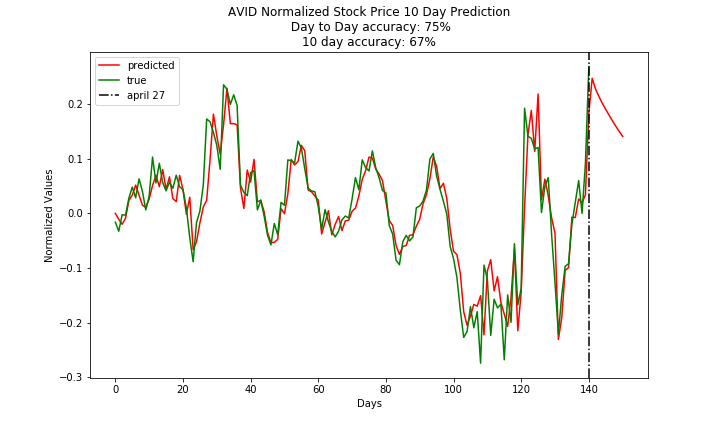 AVID Normalized Stock Price 10 Day Prediction
Day to Day accuracy: 75%
10 day accuracy: 67%
predicted
true
april 27
Normalized Values
0.2
0.1
0.0
−0.1
−0.2
−0.3
0
20
40
60
80
100
120
140
Days